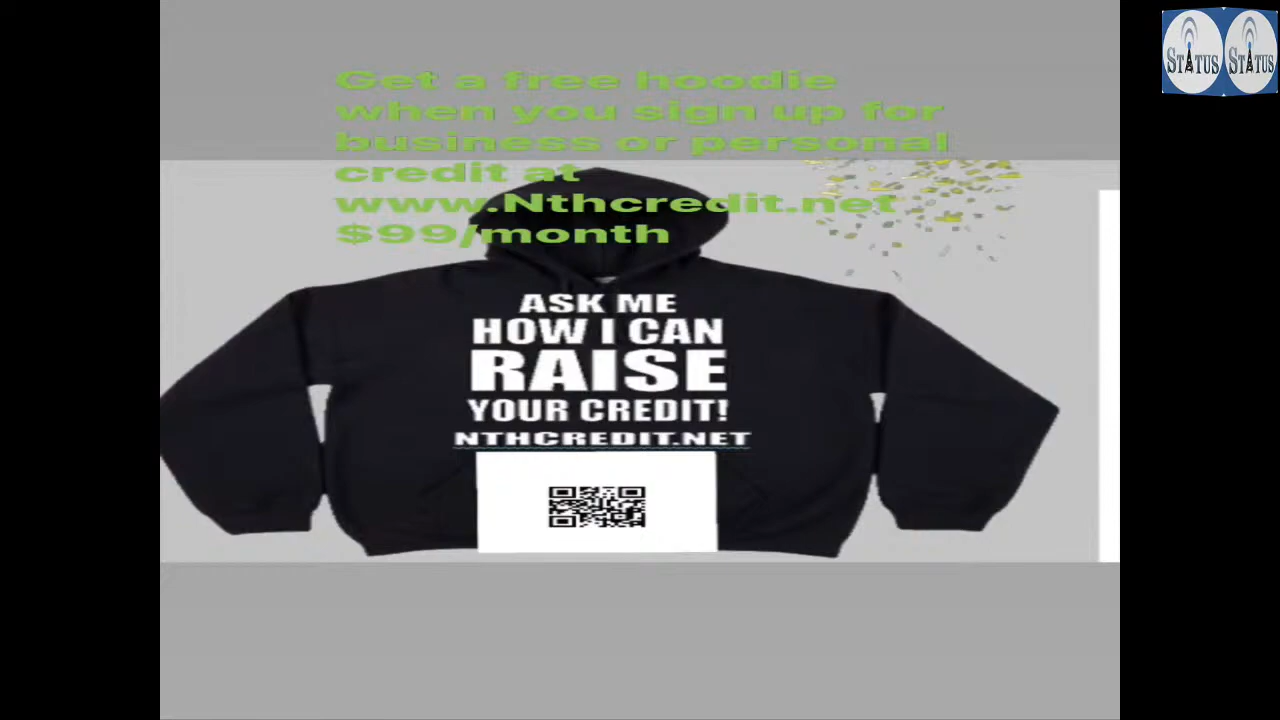 Get a free hoodie
when you sign up for
business or personal
credit at
www.Nthcredit.net
$99/month
ASK ME
HOW I CAN
RAISE
YOUR CREDIT!
NTHCREDIT.NET
STATUS STATUS